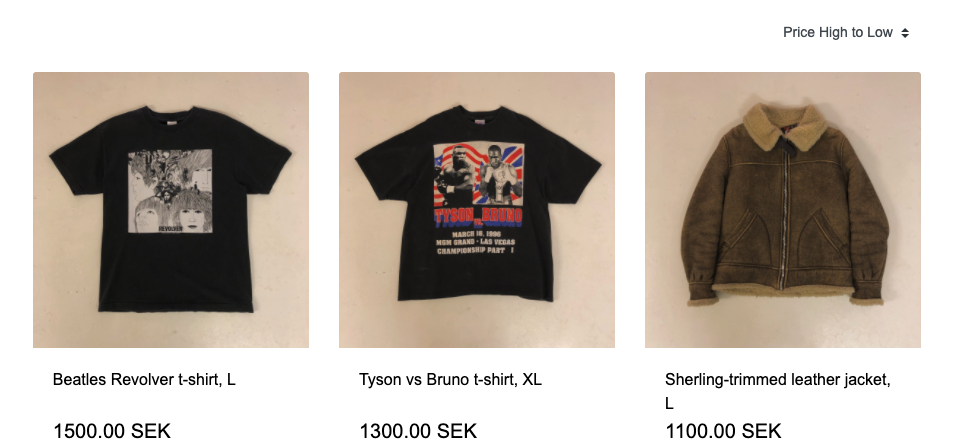 Price High to Low
REVOLVER
TYSON VS BRUNO
MARCH 16, 1996
MGM GRAND - LAS VEGAS
CHAMPIONSHIP PART I
Beatles Revolver t-shirt, L
Tyson vs Bruno t-shirt, XL
Sherling-trimmed leather jacket,
L
1500.00 SEK
1300.00 SEK
1100.00 SEK